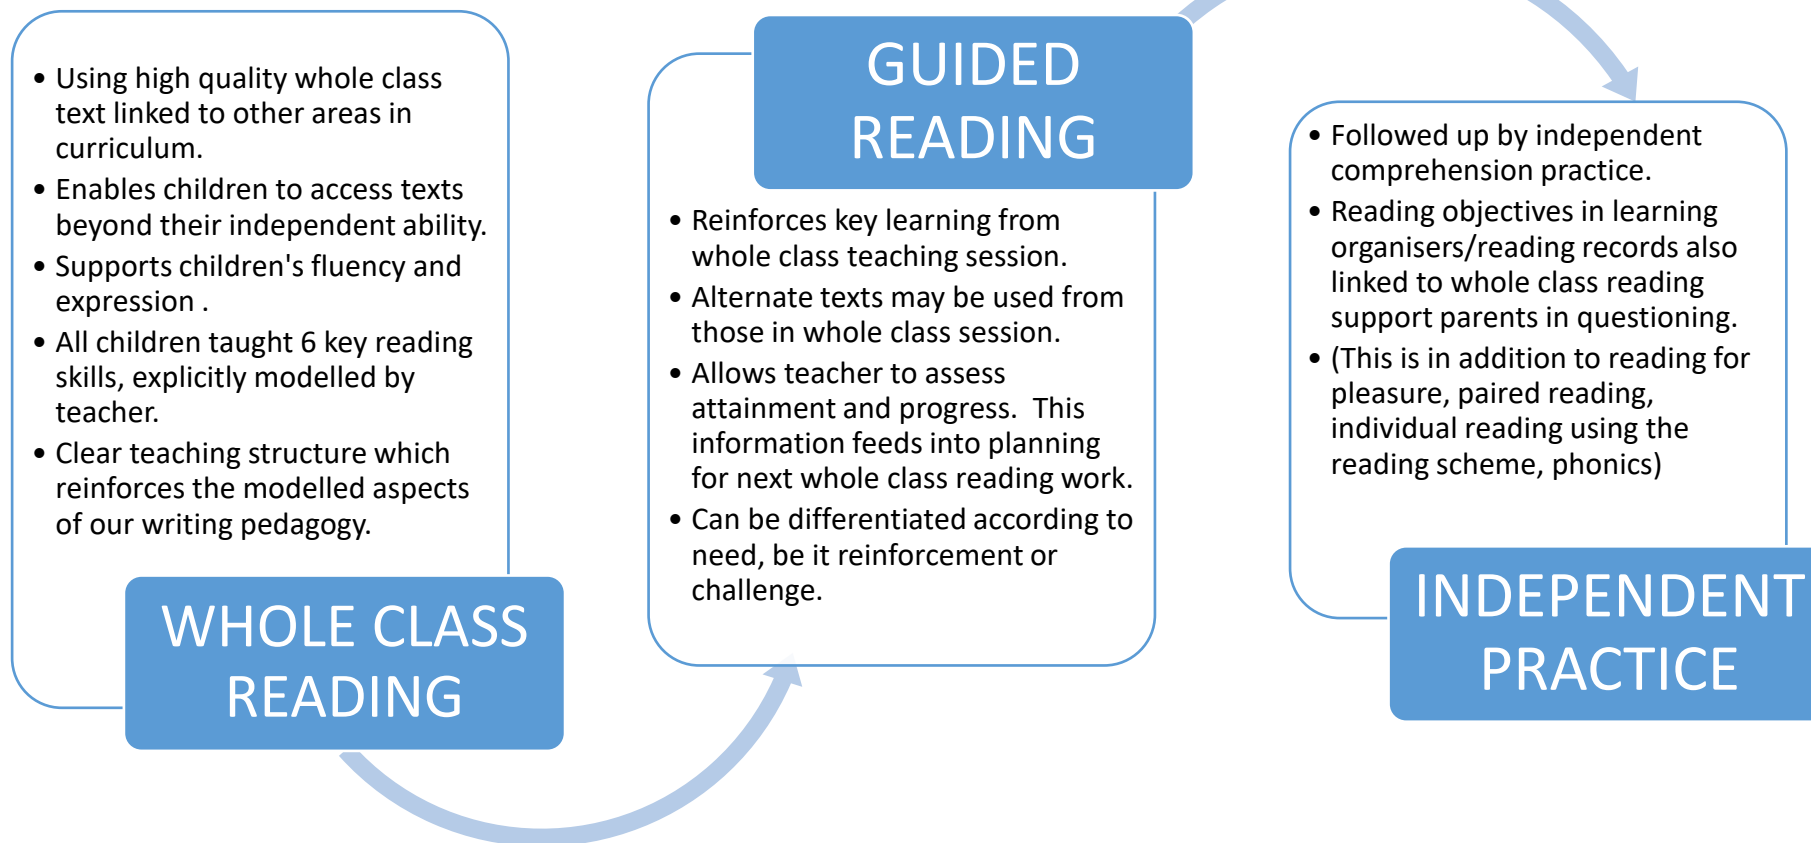 • Using high quality whole class
text linked to other areas in
curriculum.
• Enables children to access texts
beyond their independent ability.
• Supports children's fluency and
expression .
• All children taught 6 key reading
skills, explicitly modelled by
teacher.
• Clear teaching structure which
reinforces the modelled aspects
of our writing pedagogy.
WHOLE CLASS
READING
GUIDED
READING
• Reinforces key learning from
whole class teaching session.
• Alternate texts may be used from
those in whole class session.
• Allows teacher to assess
attainment and progress.  This
information feeds into planning
for next whole class reading work.
• Can be differentiated according to
need, be it reinforcement or
challenge.
• Followed up by independent
comprehension practice.
• Reading objectives in learning
organisers/reading records also
linked to whole class reading
support parents in questioning.
• (This is in addition to reading for
pleasure, paired reading,
individual reading using the
reading scheme, phonics)
INDEPENDENT
PRACTICE